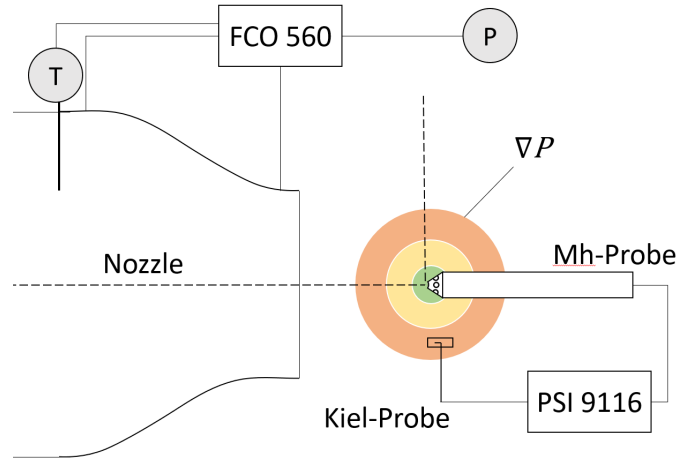 FCO 560
P
T
∇P
Nozzle
Mh-Probe
Kiel-Probe
PSI 9116